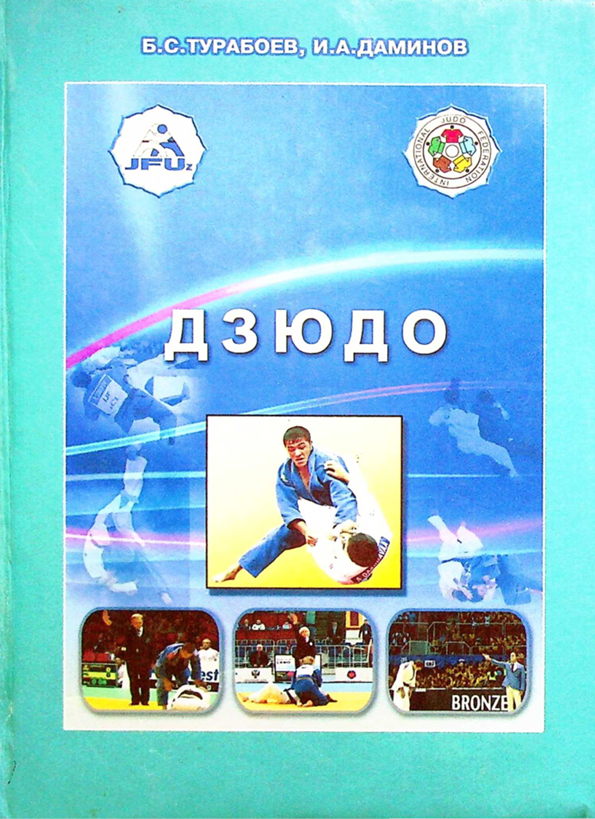 Б.С.ТУРАБОЕВ, И.А.ДАМИНОВ
JFUz
INTERNATIONAL JUDO FEDERATION
ДЗЮДО
BRONZE